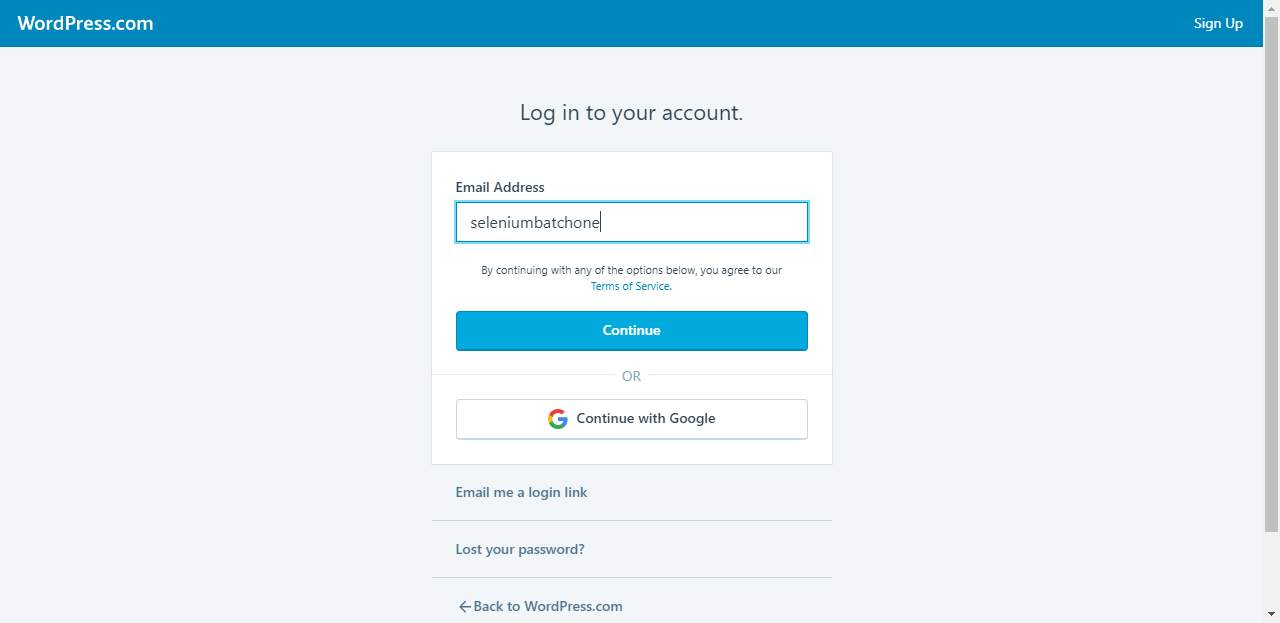 WordPress.com
Sign Up
Log in to your account.
Email Address
seleniumbatchone
By continuing with any of the options below, you agree to our
Terms of Service.
Continue
OR
Continue with Google
Email me a login link
Lost your password?
Back to WordPress.com